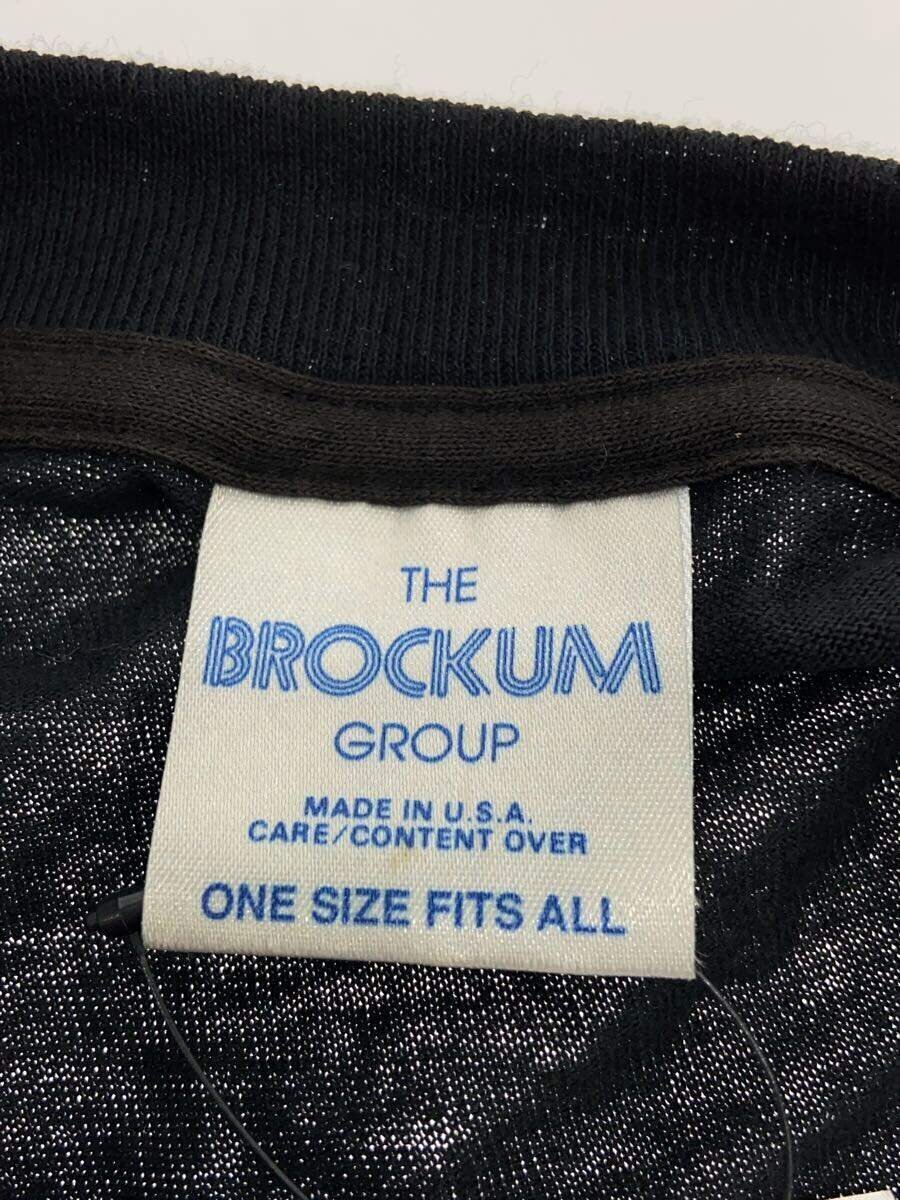 THE
BROCKUM
GROUP
MADE IN U.S.A.
CARE/CONTENT OVER
ONE SIZE FITS ALL